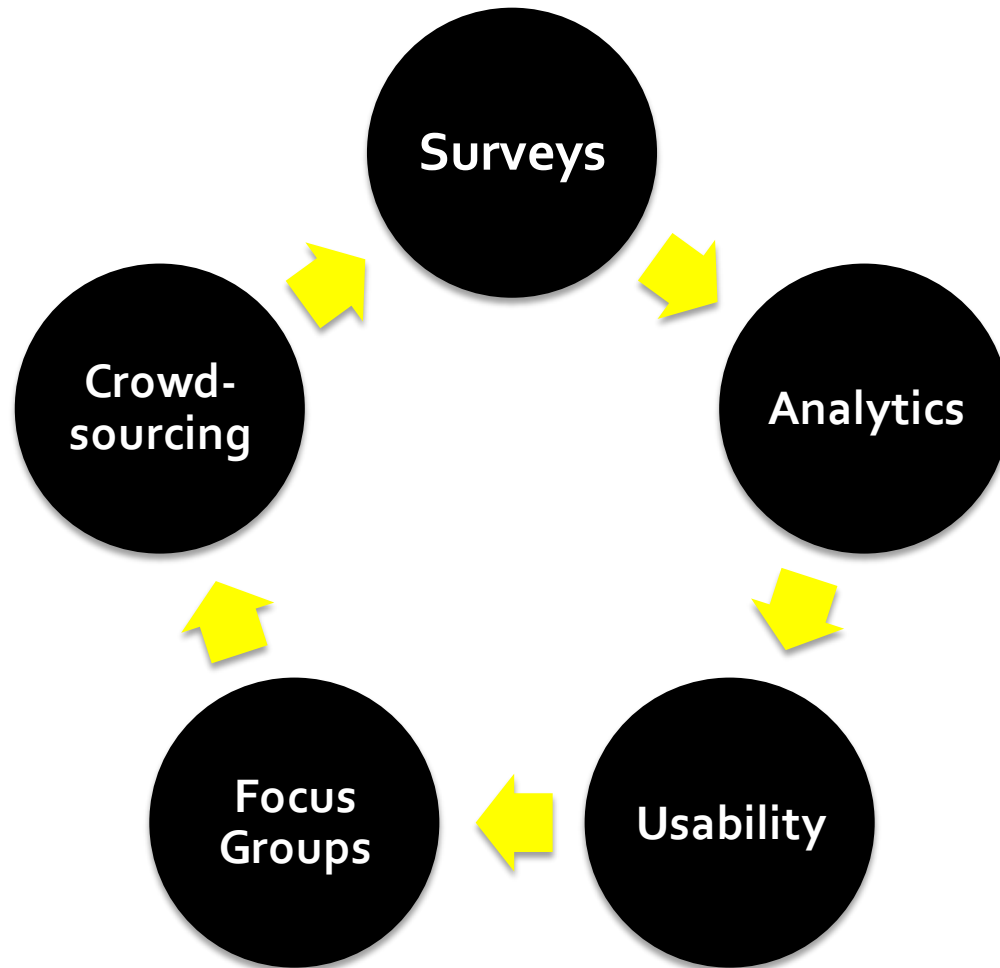 Surveys
Analytics
Usability
Focus
Groups
Crowd-
sourcing